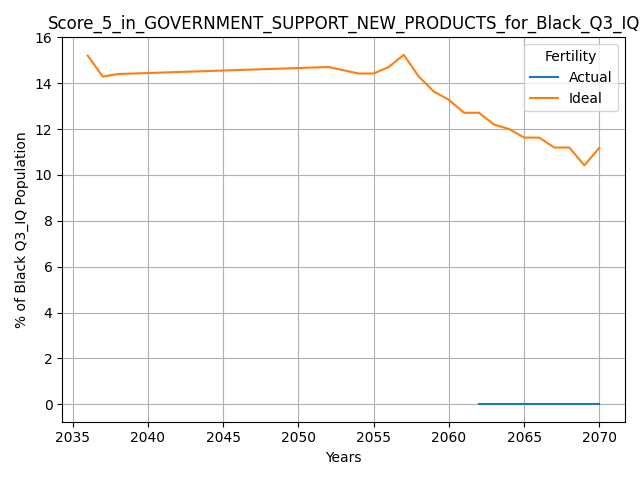 Score_5_in_GOVERNMENT_SUPPORT_NEW_PRODUCTS_for_Black_Q3_IQ
Fertility
Actual
Ideal
% of Black Q3_IQ Population
16
14
12
10
8
6
4
2
0
2035 2040 2045 2050 2055 2060 2065 2070
Years